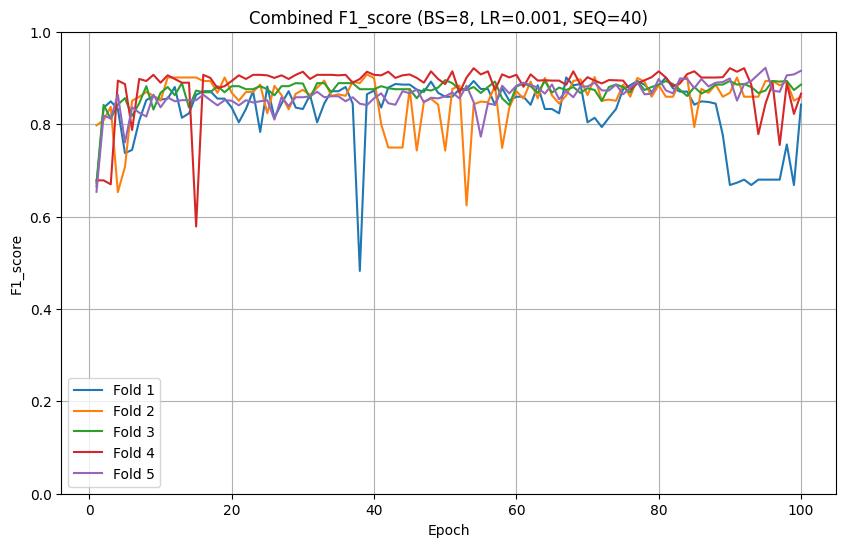 Combined F1_score (BS=8, LR=0.001, SEQ=40)
F1_score
1.0
0.8
0.6
0.4
0.2
0.0
Fold 1
Fold 2
Fold 3
Fold 4
Fold 5
0 20 40 60 80 100
Epoch